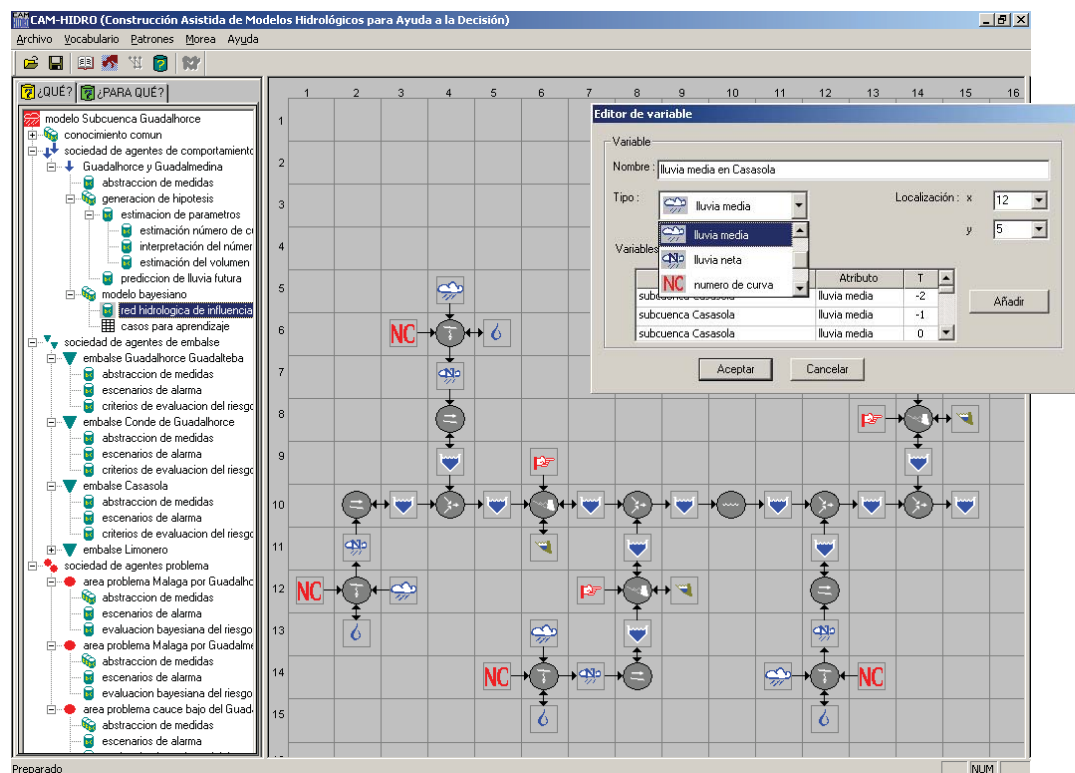 CAM-HIDRO (Construcción Asistida de Modelos Hidrológicos para Ayuda a la Decisión)
Archivo Vocabulario Patrones Morea Ayuda
¿QUÉ? ¿PARA QUÉ?
modelo Subcuenca Guadalhorce
conocimiento comun
sociedad de agentes de comportamiento
Guadalhorce y Guadalmedina
abstraccion de medidas
generacion de hipotesis
estimacion de parametros
estimación número de cu
interpretación del númer
estimación del volumen
prediccion de lluvia futura
modelo bayesiano
red hidrologica de influencia
casos para aprendizaje
sociedad de agentes de embalse
embalse Guadalhorce Guadalteba
abstraccion de medidas
escenarios de alarma
criterios de evaluacion del riesgo
embalse Conde de Guadalhorce
abstraccion de medidas
escenarios de alarma
criterios de evaluacion del riesgo
embalse Casasola
abstraccion de medidas
escenarios de alarma
criterios de evaluacion del riesgo
embalse Limonero
sociedad de agentes problema
area problema Malaga por Guadalho
abstraccion de medidas
escenarios de alarma
evaluacion bayesiana del riesgo
area problema Malaga por Guadalme
abstraccion de medidas
escenarios de alarma
evaluacion bayesiana del riesgo
area problema cauce bajo del Guada
abstraccion de medidas
escenarios de alarma
1 2 3 4 5 6 7 8 9 10 11 12 13 14 15 16
1
2
3
4
5
6
7
8
9
10
11
12
13
14
15
NC
N
N
NC
N
NC
N
NC
Editor de variable
Variable
Nombre : lluvia media en Casasola
Tipo : lluvia media
Localización : x 12
y 5
lluvia media
N lluvia neta
NC numero de curva
Variables
Atributo T
subcuenca Casasola lluvia media -2
subcuenca Casasola lluvia media -1
subcuenca Casasola lluvia media 0
Añadir
Aceptar Cancelar
Preparado NUM